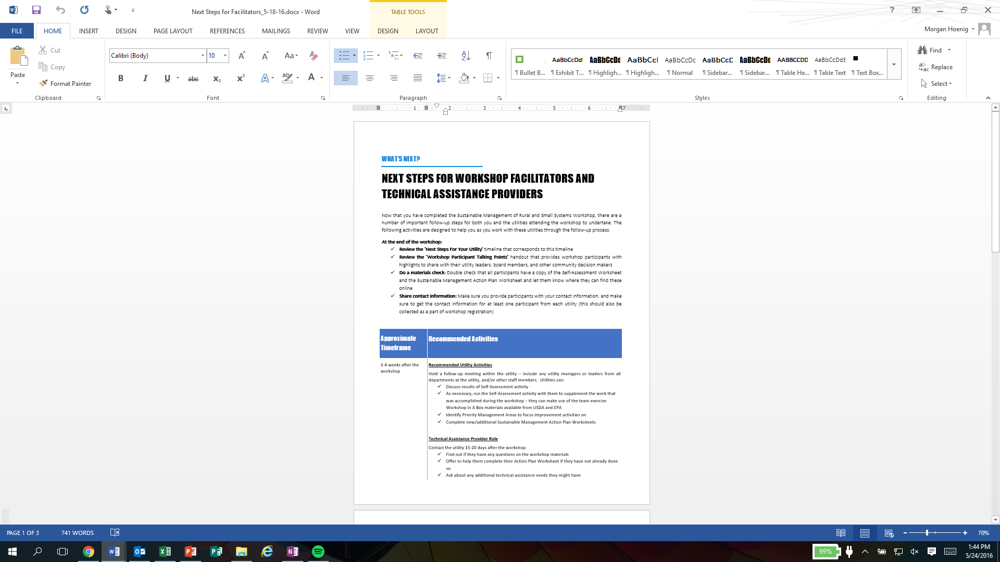 Next Steps for Facilitators_5-18-16.docx - Word
TABLE TOOLS
?
FILE
HOME
INSERT
DESIGN
PAGE LAYOUT
REFERENCES
MAILINGS
REVIEW
VIEW
DESIGN
LAYOUT
Morgan Hoenig
Paste
Cut
Copy
Format Painter
Clipboard
Calibri (Body)
10
Font
Paragraph
AaBbCcDdI
AaBbCcDd
AaBbCcI
AaBbCcDc
AaBbCcD
AaBbCcDd
AABBCCDD
AaBbCcDdE
¶ Bullet B...
¶ Exhibit T...
¶ Highligh...
¶ Highligh...
¶ Normal
¶ Sidebar...
¶ Sidebar...
¶ Table He...
¶ Table Text
¶ Text Box...
Styles
Find
Replace
Select
Editing
1 2 3 4 5 6 7
WHAT'S NEXT?
NEXT STEPS FOR WORKSHOP FACILITATORS AND
TECHNICAL ASSISTANCE PROVIDERS
Now that you have completed the Sustainable Management of Rural and Small Systems Workshop, there are a
number of important follow-up steps for both you and the utilities attending the workshop to undertake. The
following activities are designed to help you as you work with these utilities through the follow-up process.
At the end of the workshop:
✓ Review the 'Next Steps For Your Utility' timeline that corresponds to this timeline
✓ Review the 'Workshop Participant Talking Points' handout that provides workshop participants with
highlights to share with their utility leaders, board members, and other community decision makers
✓ Do a materials check: Double check that all participants have a copy of the Self-Assessment Worksheet
and the Sustainable Management Action Plan Worksheet and let them know where they can find these
online
✓ Share contact information: Make sure you provide participants with your contact information, and make
sure to get the contact information for at least one participant from each utility (this should also be
collected as a part of workshop registration)
Approximate
Timeframe
Recommended Activities
1-4 weeks after the
workshop
Recommended Utility Activities
Hold a follow-up meeting within the utility – include any utility managers or leaders from all
departments at the utility, and/or other staff members. Utilities can:
✓ Discuss results of Self-Assessment activity
✓ As necessary, run the Self-Assessment activity with them to supplement the work that
was accomplished during the workshop – they can make use of the team exercise
Workshop in A Box materials available from USDA and EPA
✓ Identify Priority Management Areas to focus improvement activities on
✓ Complete new/additional Sustainable Management Action Plan Worksheets
Technical Assistance Provider Role
Contact the utility 15-20 days after the workshop:
✓ Find out if they have any questions on the workshop materials
✓ Offer to help them complete their Action Plan Worksheet if they have not already done
so
✓ Ask about any additional technical assistance needs they might have
PAGE 1 OF 3
741 WORDS
70%
99%
1:44 PM
5/24/2016